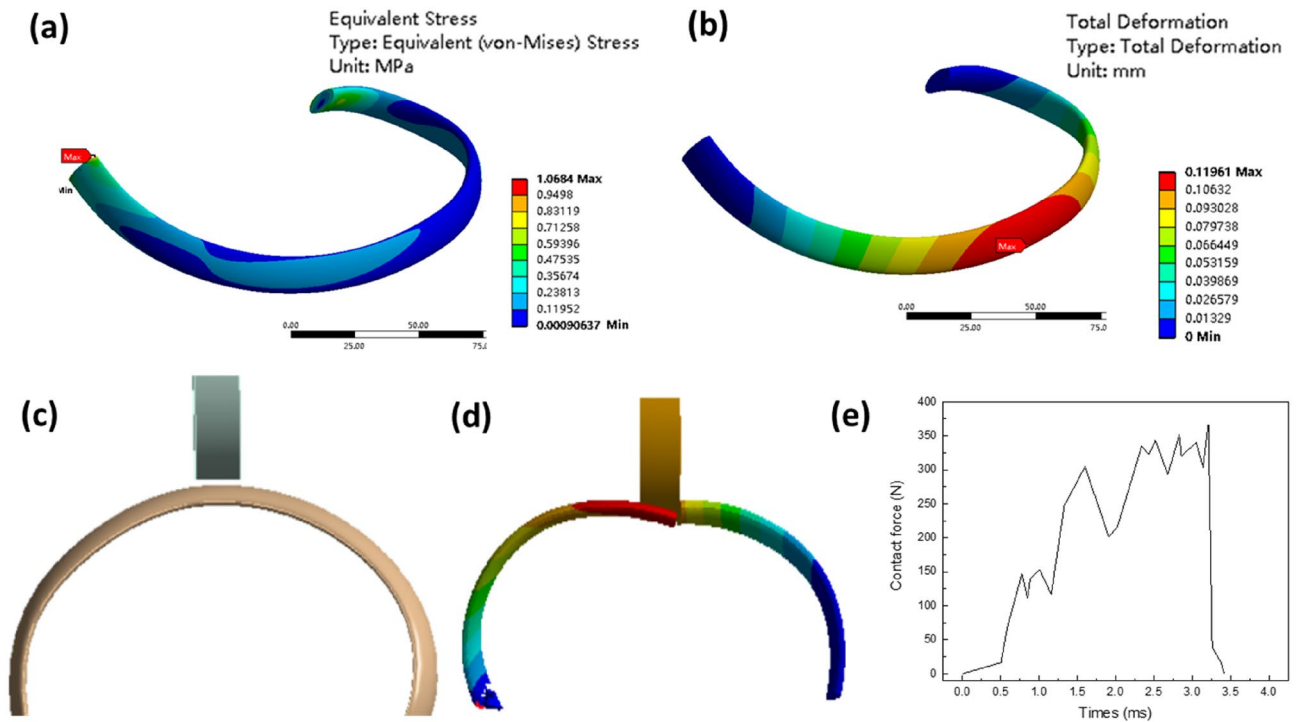 (a)
Equivalent Stress
Type: Equivalent (von-Mises) Stress
Unit: MPa
Max
Min
1.0684 Max
0.9498
0.83119
0.71258
0.59396
0.47535
0.35674
0.23813
0.11952
0.00090637 Min
0.00 50.00
25.00 75.
(b)
Total Deformation
Type: Total Deformation
Unit: mm
Max
0.11961 Max
0.10632
0.093028
0.079738
0.066449
0.053159
0.039869
0.026579
0.01329
0 Min
0.00 50.00
25.00 75.
(c)
(d)
(e)
Contact force (N)
400
350
300
250
200
150
100
50
0
0.0 0.5 1.0 1.5 2.0 2.5 3.0 3.5 4.0
Times (ms)